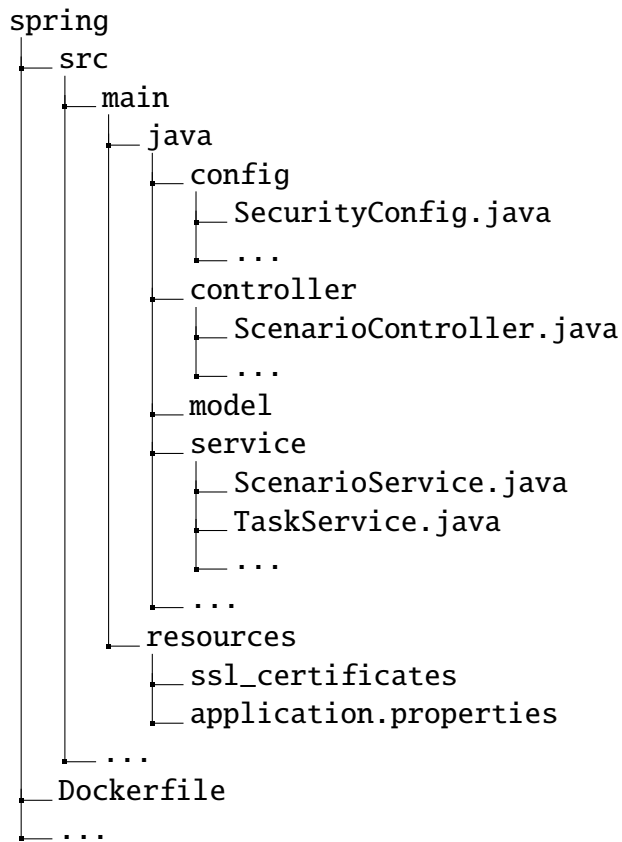 spring
src
main
java
config
SecurityConfig.java
...
controller
ScenarioController.java
...
model
service
ScenarioService.java
TaskService.java
...
...
resources
ssl_certificates
application.properties
...
Dockerfile
...